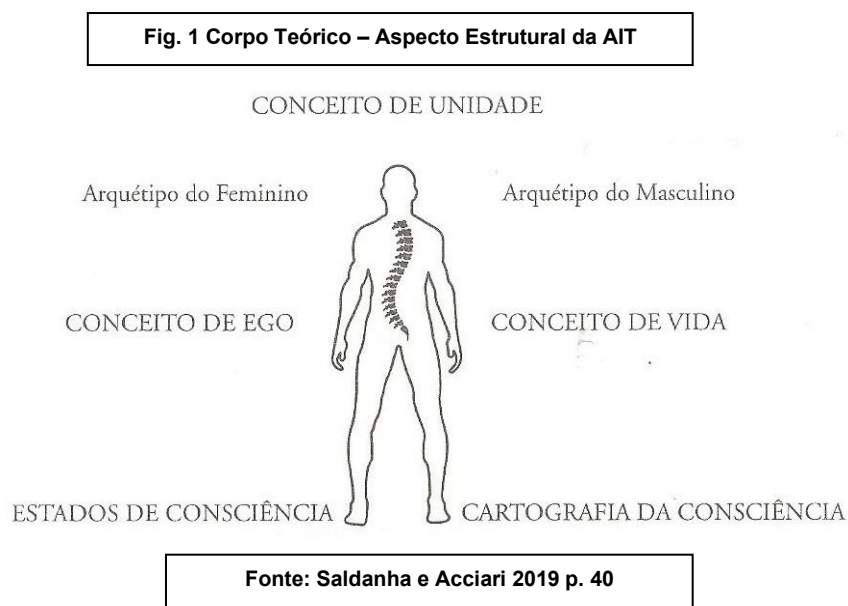 Fig. 1 Corpo Teórico – Aspecto Estrutural da AIT
CONCEITO DE UNIDADE
Arquétipo do Feminino
Arquétipo do Masculino
CONCEITO DE EGO
CONCEITO DE VIDA
ESTADOS DE CONSCIÊNCIA
CARTOGRAFIA DA CONSCIÊNCIA
Fonte: Saldanha e Acciari 2019 p. 40